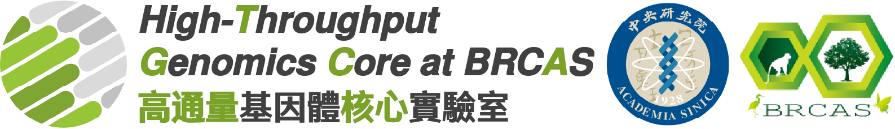 High-Throughput
Genomics Core at BRCAS
高通量基因體核心實驗室
中央研究院
1928
ACADEMIA SINICA
BRCAS